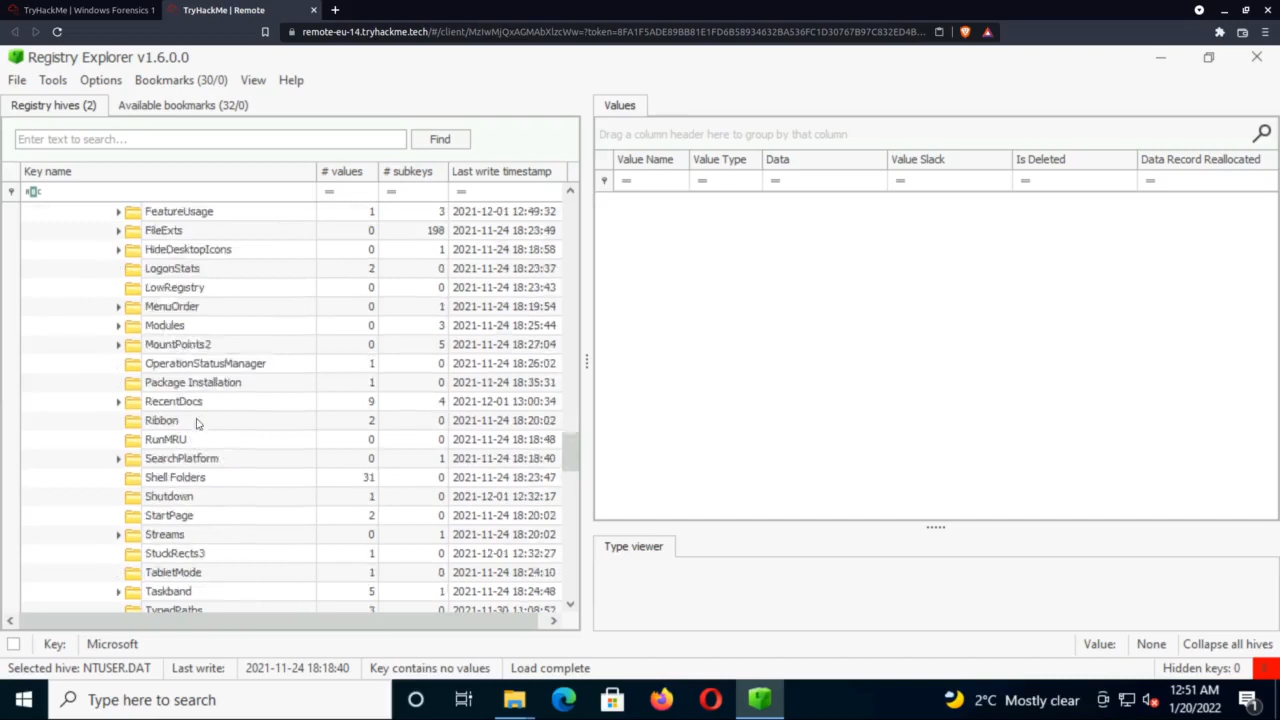 TryHackMe | Windows Forensics 1
TryHackMe | Remote
remote-eu-14.tryhackme.tech/#/client/MzIwMjQxAGMAbXlzcWw=?token=8FA1F5ADE89BB81E1FD6B58934632BA536FC1D30767B97C832ED4B...
Registry Explorer v1.6.0.0
File Tools Options Bookmarks (30/0) View Help
Registry hives (2) Available bookmarks (32/0)
Enter text to search... Find
Key name # values # subkeys Last write timestamp
= = =
FeatureUsage 1 3 2021-12-01 12:49:32
FileExts 0 198 2021-11-24 18:23:49
HideDesktopIcons 0 1 2021-11-24 18:18:58
LogonStats 2 0 2021-11-24 18:23:37
LowRegistry 0 0 2021-11-24 18:23:43
MenuOrder 0 1 2021-11-24 18:19:54
Modules 0 3 2021-11-24 18:25:44
MountPoints2 0 5 2021-11-24 18:27:04
OperationStatusManager 1 0 2021-11-24 18:26:02
Package Installation 1 0 2021-11-24 18:35:31
RecentDocs 9 4 2021-12-01 13:00:34
Ribbon 2 0 2021-11-24 18:20:02
RunMRU 0 0 2021-11-24 18:18:48
SearchPlatform 0 1 2021-11-24 18:18:40
Shell Folders 31 0 2021-11-24 18:23:47
Shutdown 1 0 2021-12-01 12:32:17
StartPage 2 0 2021-11-24 18:20:02
Streams 0 1 2021-11-24 18:20:02
StuckRects3 1 0 2021-12-01 12:32:27
TabletMode 1 0 2021-11-24 18:24:10
Taskband 5 1 2021-11-24 18:24:48
TypedPaths 3 0 2021-11-30 11:08:52
Values
Drag a column header here to group by that column
Value Name Value Type Data Value Slack Is Deleted Data Record Reallocated
= = = = = =
Type viewer
Key: Microsoft
Value: None Collapse all hives
Selected hive: NTUSER.DAT Last write: 2021-11-24 18:18:40 Key contains no values Load complete Hidden keys: 0
Type here to search
2°C Mostly clear
12:51 AM
1/20/2022
1